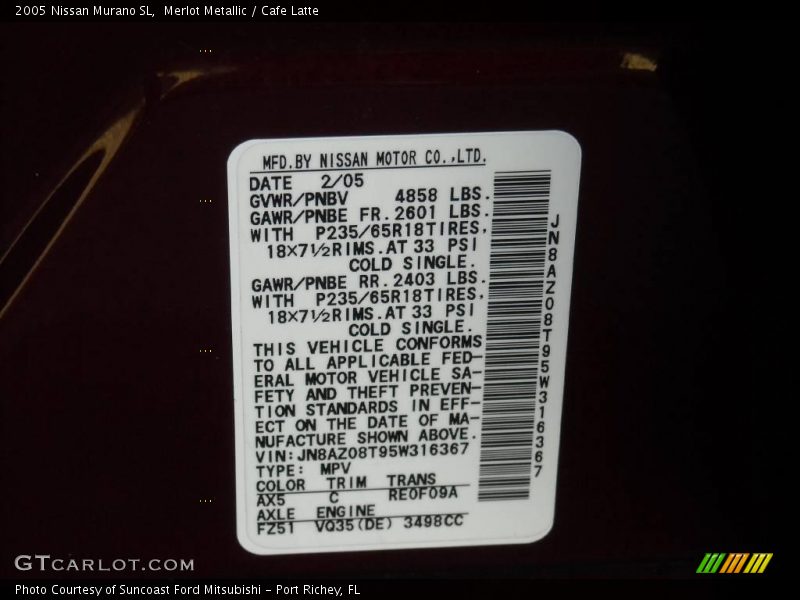 2005 Nissan Murano SL, Merlot Metallic / Cafe Latte
MFD.BY NISSAN MOTOR CO.,LTD.
DATE 2/05
GVWR/PNBV 4858 LBS.
GAWR/PNBE FR.2601 LBS.
WITH P235/65R18TIRES,
18×7½RIMS.AT 33 PSI
COLD SINGLE.
GAWR/PNBE RR.2403 LBS.
WITH P235/65R18TIRES,
18×7½RIMS.AT 33 PSI
COLD SINGLE.
THIS VEHICLE CONFORMS
TO ALL APPLICABLE FED-
ERAL MOTOR VEHICLE SA-
FETY AND THEFT PREVEN-
TION STANDARDS IN EFF-
ECT ON THE DATE OF MA-
NUFACTURE SHOWN ABOVE.
VIN:JN8AZ08T95W316367
TYPE: MPV
COLOR TRIM TRANS
AX5 C RE0F09A
AXLE ENGINE
FZ51 VQ35(DE) 3498CC
JN8AZ08T95W316367
GTCARLOT.COM
Photo Courtesy of Suncoast Ford Mitsubishi - Port Richey, FL